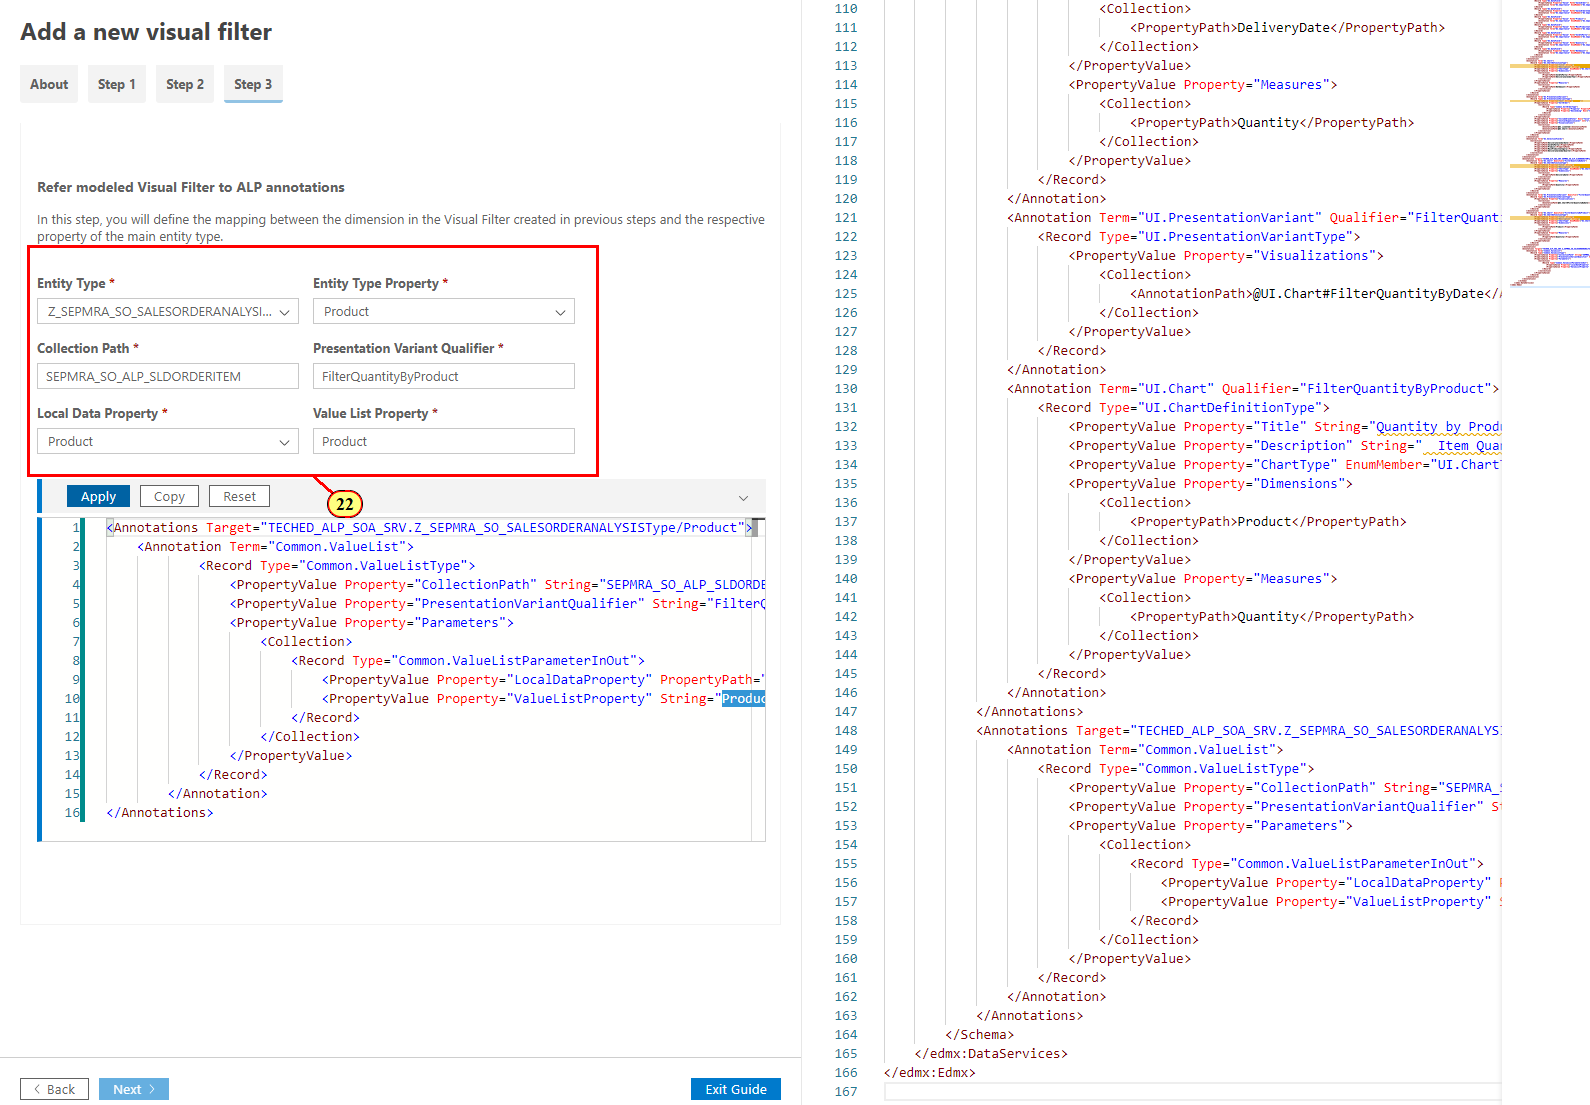 Add a new visual filter
About
Step 1
Step 2
Step 3
Refer modeled Visual Filter to ALP annotations
In this step, you will define the mapping between the dimension in the Visual Filter created in previous steps and the respective
property of the main entity type.
Entity Type *
Entity Type Property *
Z_SEPMRA_SO_SALESORDERANALYSI...
Product
Collection Path *
Presentation Variant Qualifier *
SEPMRA_SO_ALP_SLDORDERITEM
FilterQuantityByProduct
Local Data Property *
Value List Property *
Product
Product
22
Apply
Copy
Reset
1 <Annotations Target="TECHED_ALP_SOA_SRV.Z_SEPMRA_SO_SALESORDERANALYSISType/Product">
2 <Annotation Term="Common.ValueList">
3 <Record Type="Common.ValueListType">
4 <PropertyValue Property="CollectionPath" String="SEPMRA_SO_ALP_SLDORDE
5 <PropertyValue Property="PresentationVariantQualifier" String="FilterQ
6 <PropertyValue Property="Parameters">
7 <Collection>
8 <Record Type="Common.ValueListParameterInOut">
9 <PropertyValue Property="LocalDataProperty" PropertyPath="
10 <PropertyValue Property="ValueListProperty" String="Produc
11 </Record>
12 </Collection>
13 </PropertyValue>
14 </Record>
15 </Annotation>
16 </Annotations>
Back
Next
Exit Guide
110 <Collection>
111 <PropertyPath>DeliveryDate</PropertyPath>
112 </Collection>
113 </PropertyValue>
114 <PropertyValue Property="Measures">
115 <Collection>
116 <PropertyPath>Quantity</PropertyPath>
117 </Collection>
118 </PropertyValue>
119 </Record>
120 </Annotation>
121 <Annotation Term="UI.PresentationVariant" Qualifier="FilterQuanti
122 <Record Type="UI.PresentationVariantType">
123 <PropertyValue Property="Visualizations">
124 <Collection>
125 <AnnotationPath>@UI.Chart#FilterQuantityByDate</
126 </Collection>
127 </PropertyValue>
128 </Record>
129 </Annotation>
130 <Annotation Term="UI.Chart" Qualifier="FilterQuantityByProduct">
131 <Record Type="UI.ChartDefinitionType">
132 <PropertyValue Property="Title" String="Quantity by Produ
133 <PropertyValue Property="Description" String=" Item Quan
134 <PropertyValue Property="ChartType" EnumMember="UI.ChartT
135 <PropertyValue Property="Dimensions">
136 <Collection>
137 <PropertyPath>Product</PropertyPath>
138 </Collection>
139 </PropertyValue>
140 <PropertyValue Property="Measures">
141 <Collection>
142 <PropertyPath>Quantity</PropertyPath>
143 </Collection>
144 </PropertyValue>
145 </Record>
146 </Annotation>
147 </Annotations>
148 <Annotations Target="TECHED_ALP_SOA_SRV.Z_SEPMRA_SO_SALESORDERANALYSI
149 <Annotation Term="Common.ValueList">
150 <Record Type="Common.ValueListType">
151 <PropertyValue Property="CollectionPath" String="SEPMRA_S
152 <PropertyValue Property="PresentationVariantQualifier" St
153 <PropertyValue Property="Parameters">
154 <Collection>
155 <Record Type="Common.ValueListParameterInOut">
156 <PropertyValue Property="LocalDataProperty" P
157 <PropertyValue Property="ValueListProperty" S
158 </Record>
159 </Collection>
160 </PropertyValue>
161 </Record>
162 </Annotation>
163 </Annotations>
164 </Schema>
165 </edmx:DataServices>
166 </edmx:Edmx>
167